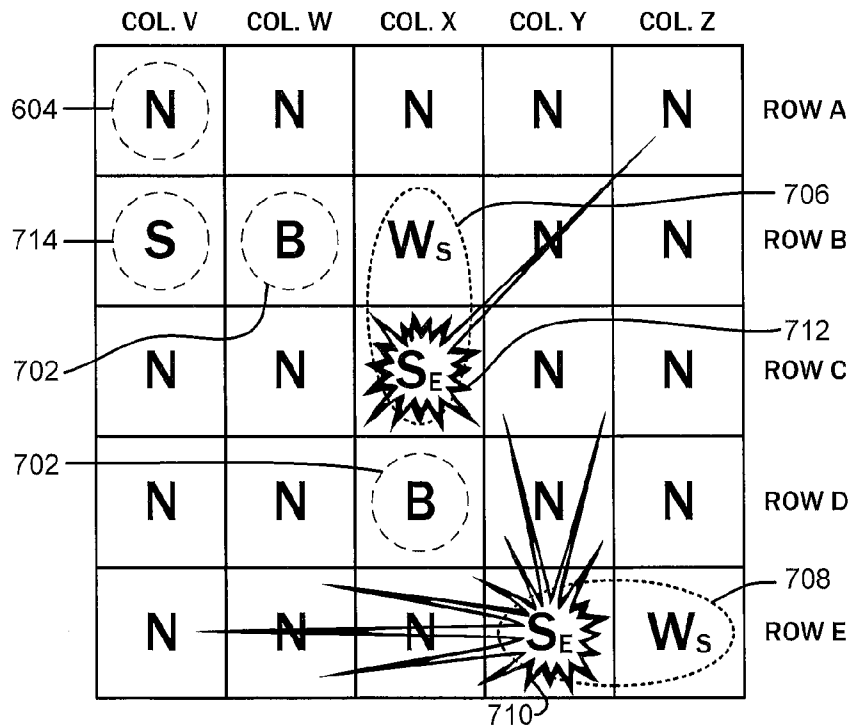 COL. V COL. W COL. X COL. Y COL. Z
604 N N N N N ROW A
706
714 S B WS N N ROW B
712
702 N N SE N N ROW C
702
N N B N N ROW D
708
N N N SE WS ROW E
710